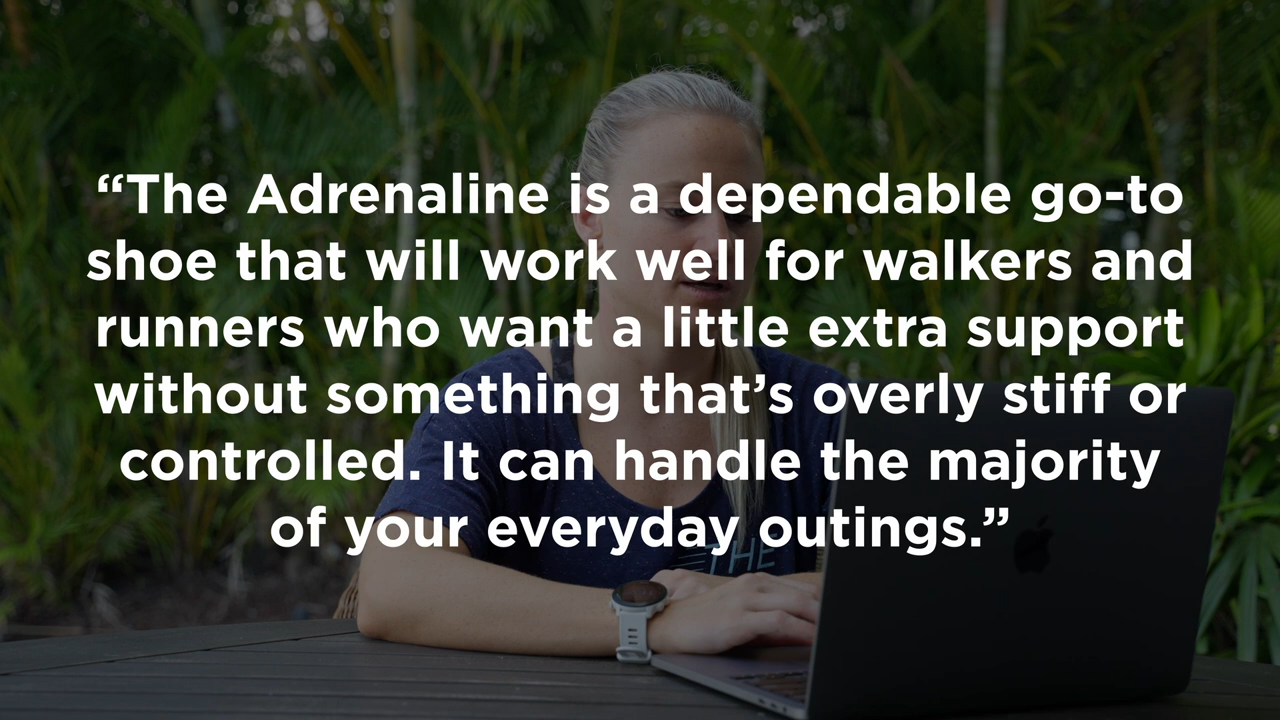 “The Adrenaline is a dependable go-to
shoe that will work well for walkers and
runners who want a little extra support
without something that’s overly stiff or
controlled. It can handle the majority
of your everyday outings.”
THE